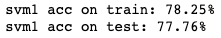 svm1 acc on train: 78.25%
svm1 acc on test: 77.76%